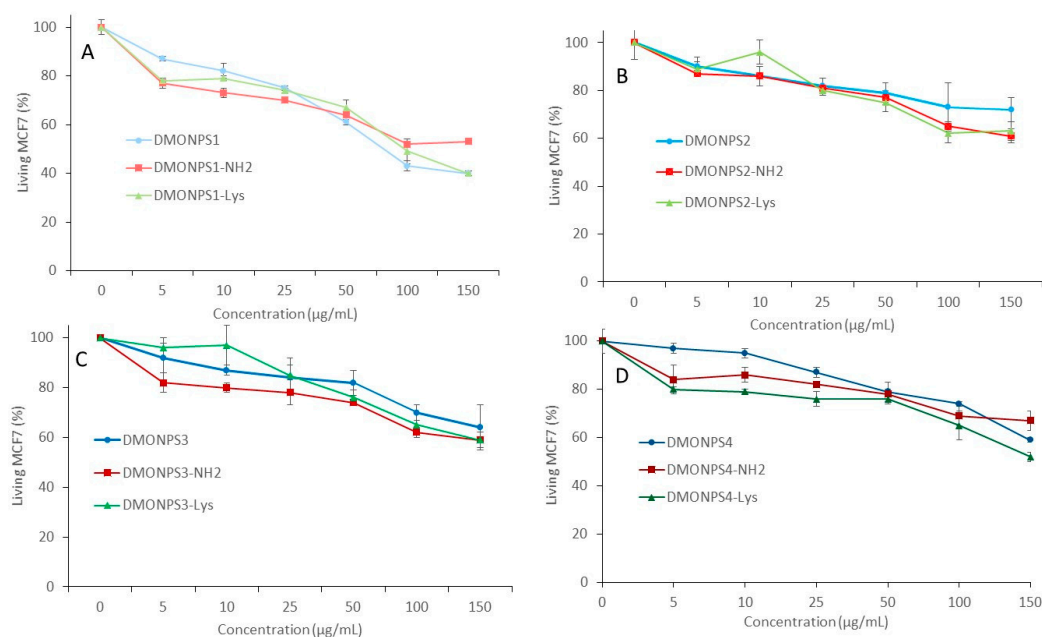 A
Living MCF7 (%)
100
80
60
40
20
0
DMONPS1
DMONPS1-NH2
DMONPS1-Lys
0 5 10 25 50 100 150
Concentration (µg/mL)
B
Living MCF7 (%)
100
80
60
40
20
0
DMONPS2
DMONPS2-NH2
DMONPS2-Lys
0 5 10 25 50 100 150
Concentration (µg/mL)
C
Living MCF7 (%)
100
80
60
40
20
0
DMONPS3
DMONPS3-NH2
DMONPS3-Lys
0 5 10 25 50 100 150
Concentration (µg/mL)
D
Living MCF7 (%)
100
80
60
40
20
0
DMONPS4
DMONPS4-NH2
DMONPS4-Lys
0 5 10 25 50 100 150
Concentration (µg/mL)